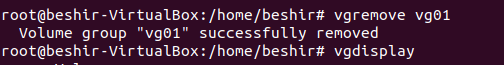 root@beshir-VirtualBox:/home/beshir# vgremove vg01
  Volume group "vg01" successfully removed
root@beshir-VirtualBox:/home/beshir# vgdisplay